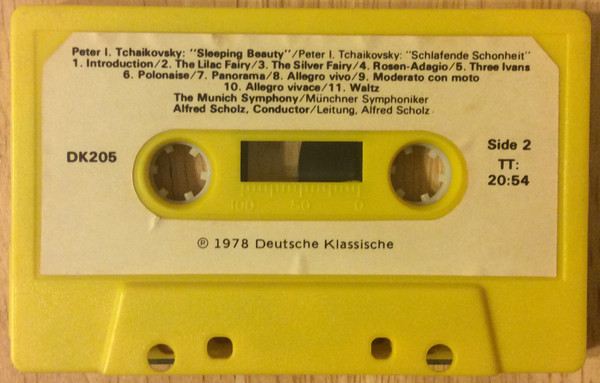 Peter I. Tchaikovsky: "Sleeping Beauty"/Peter I. Tchaikovsky: "Schlafende Schonheit"
1. Introduction/2. The Lilac Fairy/3. The Silver Fairy/4. Rosen-Adagio/5. Three Ivans
6. Polonaise/7. Panorama/8. Allegro vivo/9. Moderato con moto
10. Allegro vivace/11. Waltz
The Munich Symphony/Münchner Symphoniker
Alfred Scholz, Conductor/Leitung, Alfred Scholz
DK205
Side 2
TT:
20:54
100 50 0
℗ 1978 Deutsche Klassische